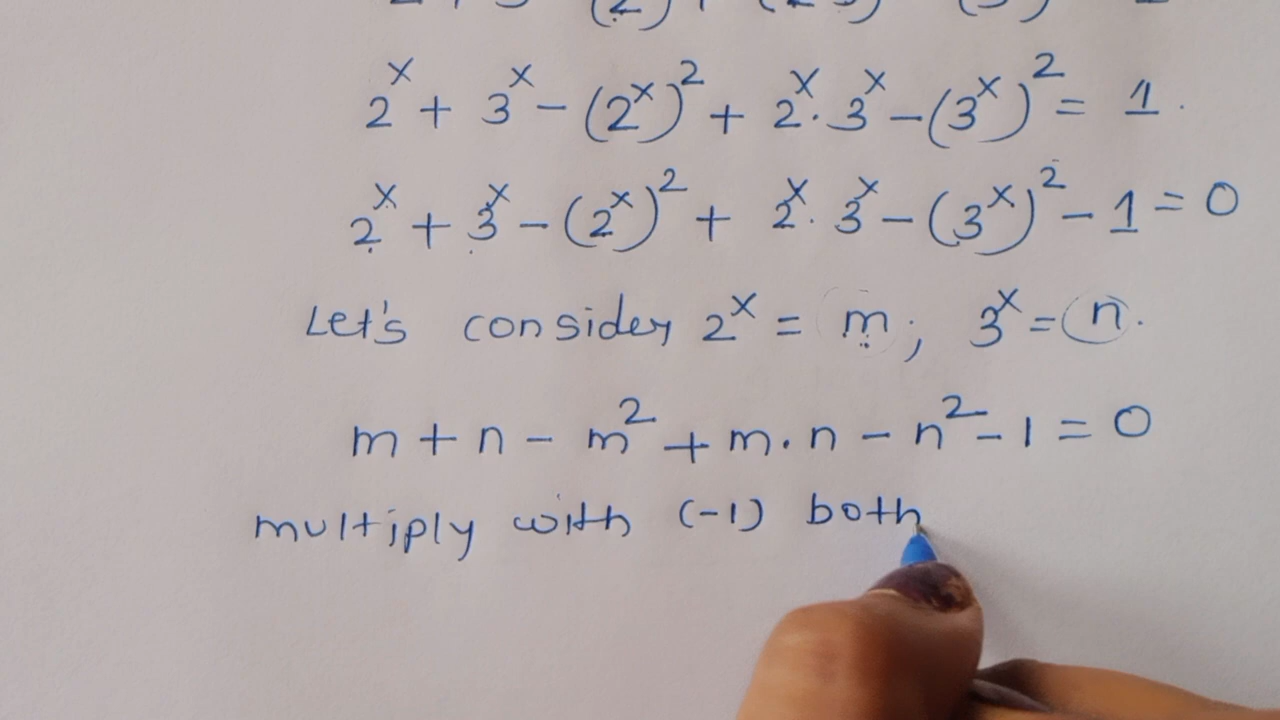 2^x + 3^x - (2^x)^2 + 2^x · 3^x - (3^x)^2 = 1.
2^x + 3^x - (2^x)^2 + 2^x · 3^x - (3^x)^2 - 1 = 0
Let's consider 2^x = m; 3^x = n.
m + n - m^2 + m·n - n^2 - 1 = 0
multiply with (-1) both